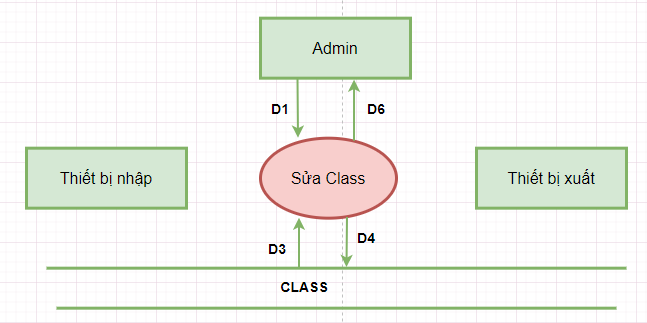 Admin
D1
D6
Thiết bị nhập
Sửa Class
Thiết bị xuất
D3
D4
CLASS